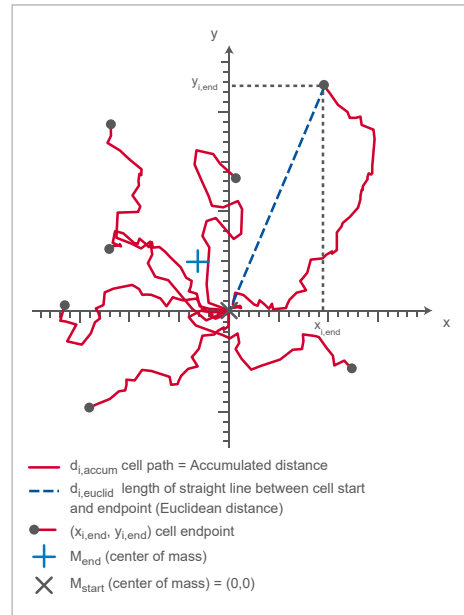 y
y i,end
x
x i,end
d i,accum cell path = Accumulated distance
d i,euclid length of straight line between cell start
and endpoint (Euclidean distance)
(x i,end, y i,end) cell endpoint
M end (center of mass)
M start (center of mass) = (0,0)